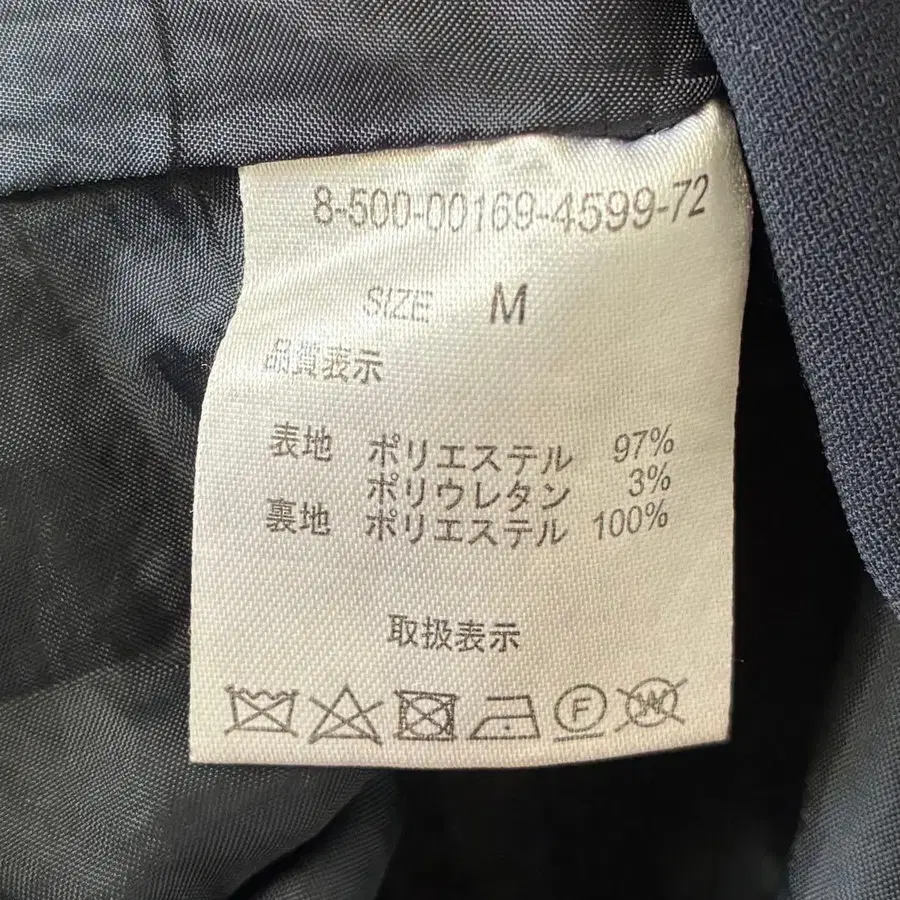 8-500-00169-4599-72
SIZE M
品質表示
表地 ポリエステル 97%
ポリウレタン 3%
裏地 ポリエステル 100%
取扱表示
F W